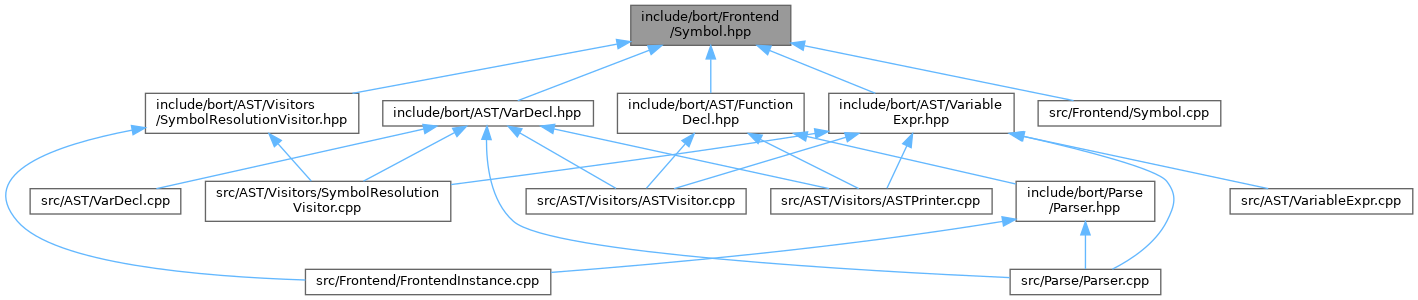 include/bort/Frontend
/Symbol.hpp
include/bort/AST/Visitors
/SymbolResolutionVisitor.hpp
include/bort/AST/VarDecl.hpp
include/bort/AST/Function
Decl.hpp
include/bort/AST/Variable
Expr.hpp
src/Frontend/Symbol.cpp
src/AST/VarDecl.cpp
src/AST/Visitors/SymbolResolution
Visitor.cpp
src/AST/Visitors/ASTVisitor.cpp
src/AST/Visitors/ASTPrinter.cpp
include/bort/Parse
/Parser.hpp
src/AST/VariableExpr.cpp
src/Frontend/FrontendInstance.cpp
src/Parse/Parser.cpp